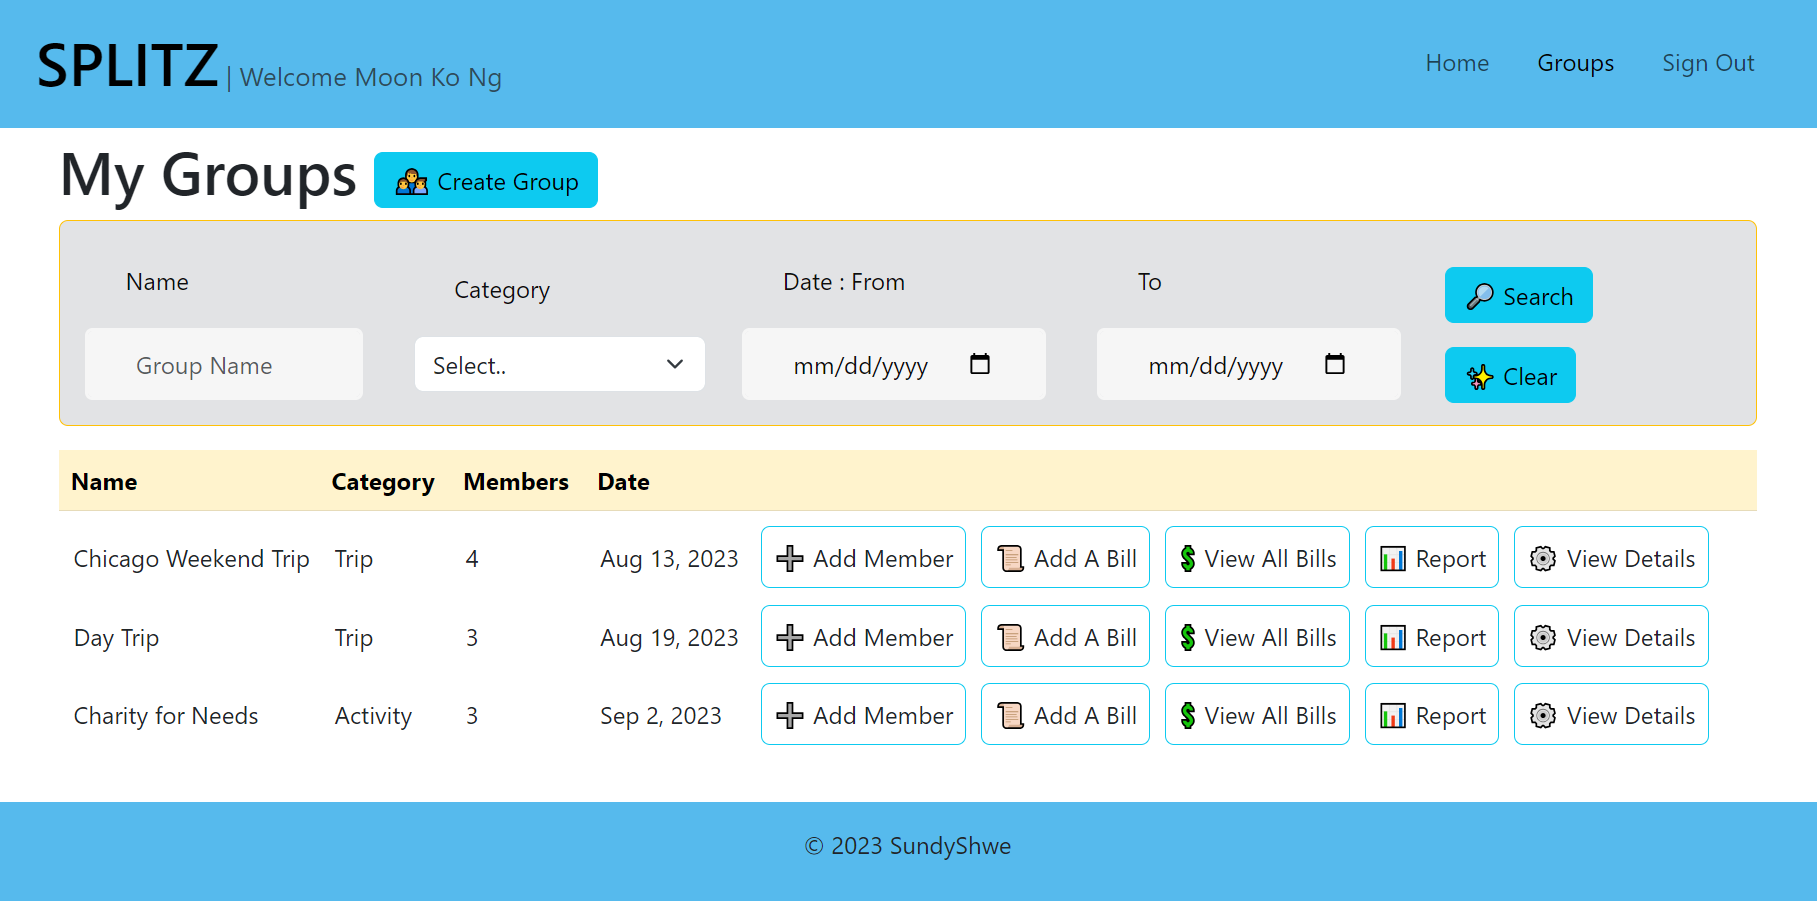 SPLITZ | Welcome Moon Ko Ng
Home Groups Sign Out
My Groups Create Group
Name Category Date : From To
Group Name Select.. mm/dd/yyyy mm/dd/yyyy
Search
Clear
Name Category Members Date
Chicago Weekend Trip Trip 4 Aug 13, 2023 Add Member Add A Bill View All Bills Report View Details
Day Trip Trip 3 Aug 19, 2023 Add Member Add A Bill View All Bills Report View Details
Charity for Needs Activity 3 Sep 2, 2023 Add Member Add A Bill View All Bills Report View Details
© 2023 SundyShwe